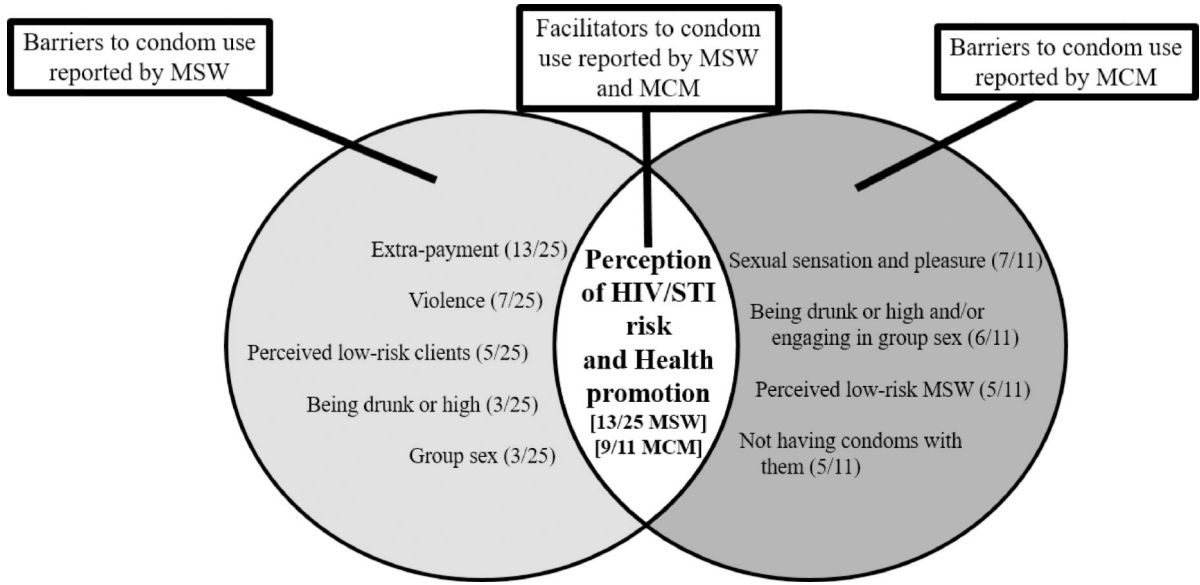 Barriers to condom use
reported by MSW
Facilitators to condom
use reported by MSW
and MCM
Barriers to condom use
reported by MCM
Extra-payment (13/25)
Violence (7/25)
Perceived low-risk clients (5/25)
Being drunk or high (3/25)
Group sex (3/25)
Perception
of HIV/STI
risk
and Health
promotion
[13/25 MSW]
[9/11 MCM]
Sexual sensation and pleasure (7/11)
Being drunk or high and/or
engaging in group sex (6/11)
Perceived low-risk MSW (5/11)
Not having condoms with
them (5/11)